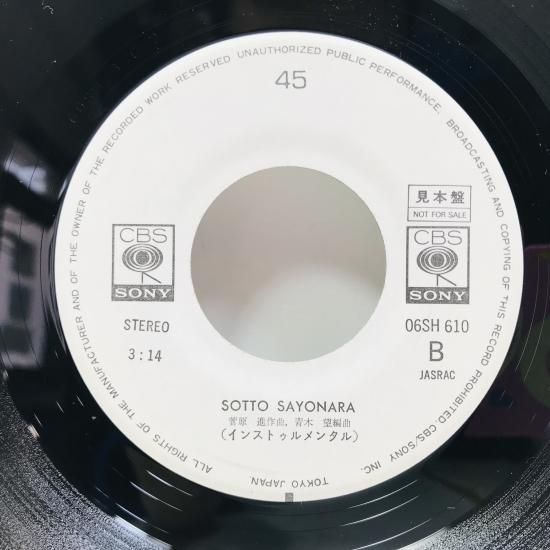 ALL RIGHTS OF THE MANUFACTURER AND OF THE OWNER OF THE RECORDED WORK RESERVED UNAUTHORIZED PUBLIC PERFORMANCE, BROADCASTING AND COPYING OF THIS RECORD PROHIBITED CBS/SONY INC. TOKYO JAPAN.
45
見本盤
NOT FOR SALE
CBS
SONY
CBS
SONY
STEREO
3:14
06SH 610
B
JASRAC
SOTTO SAYONARA
菅原 進作曲, 青木 望編曲
(インストゥルメンタル)